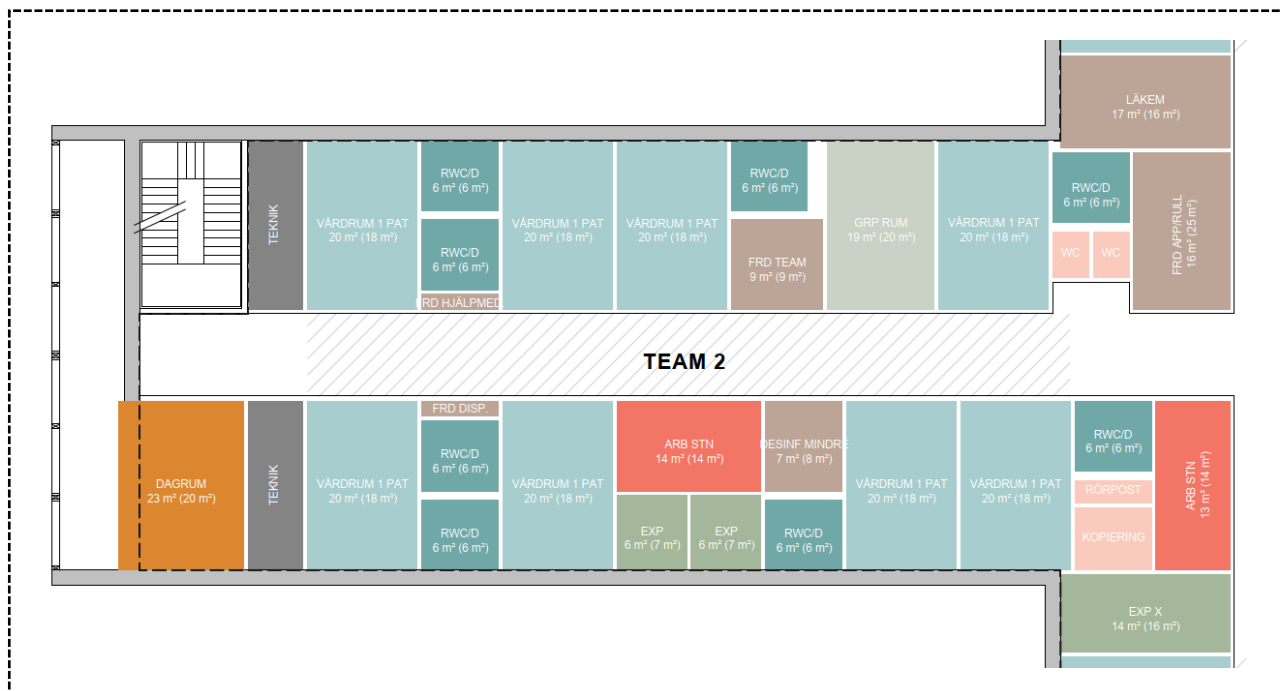 LÄKEM
17 m² (16 m²)
TEKNIK
VÅRDRUM 1 PAT
20 m² (18 m²)
RWC/D
6 m² (6 m²)
RWC/D
6 m² (6 m²)
FRD HJÄLPMED
VÅRDRUM 1 PAT
20 m² (18 m²)
VÅRDRUM 1 PAT
20 m² (18 m²)
RWC/D
6 m² (6 m²)
FRD TEAM
9 m² (9 m²)
GRP RUM
19 m² (20 m²)
VÅRDRUM 1 PAT
20 m² (18 m²)
RWC/D
6 m² (6 m²)
WC
WC
FRD APP/RULL
16 m² (25 m²)
TEAM 2
DAGRUM
23 m² (20 m²)
TEKNIK
VÅRDRUM 1 PAT
20 m² (18 m²)
FRD DISP.
RWC/D
6 m² (6 m²)
RWC/D
6 m² (6 m²)
VÅRDRUM 1 PAT
20 m² (18 m²)
ARB STN
14 m² (14 m²)
EXP
6 m² (7 m²)
EXP
6 m² (7 m²)
DESINF MINDRE
7 m² (8 m²)
RWC/D
6 m² (6 m²)
VÅRDRUM 1 PAT
20 m² (18 m²)
VÅRDRUM 1 PAT
20 m² (18 m²)
RWC/D
6 m² (6 m²)
RÖRPOST
KOPIERING
ARB STN
13 m² (14 m²)
EXP X
14 m² (16 m²)